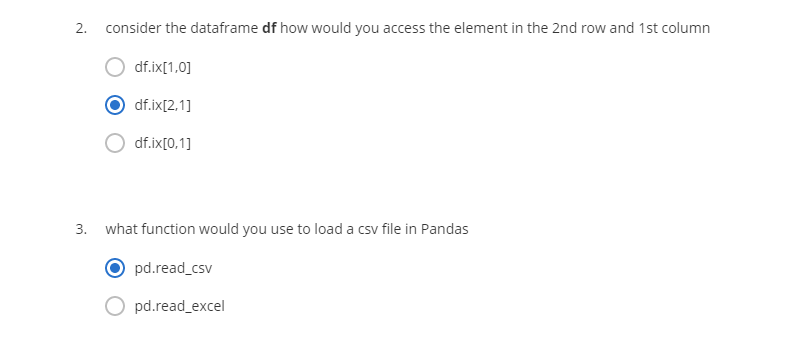 2. consider the dataframe df how would you access the element in the 2nd row and 1st column
df.ix[1,0]
df.ix[2,1]
df.ix[0,1]
3. what function would you use to load a csv file in Pandas
pd.read_csv
pd.read_excel